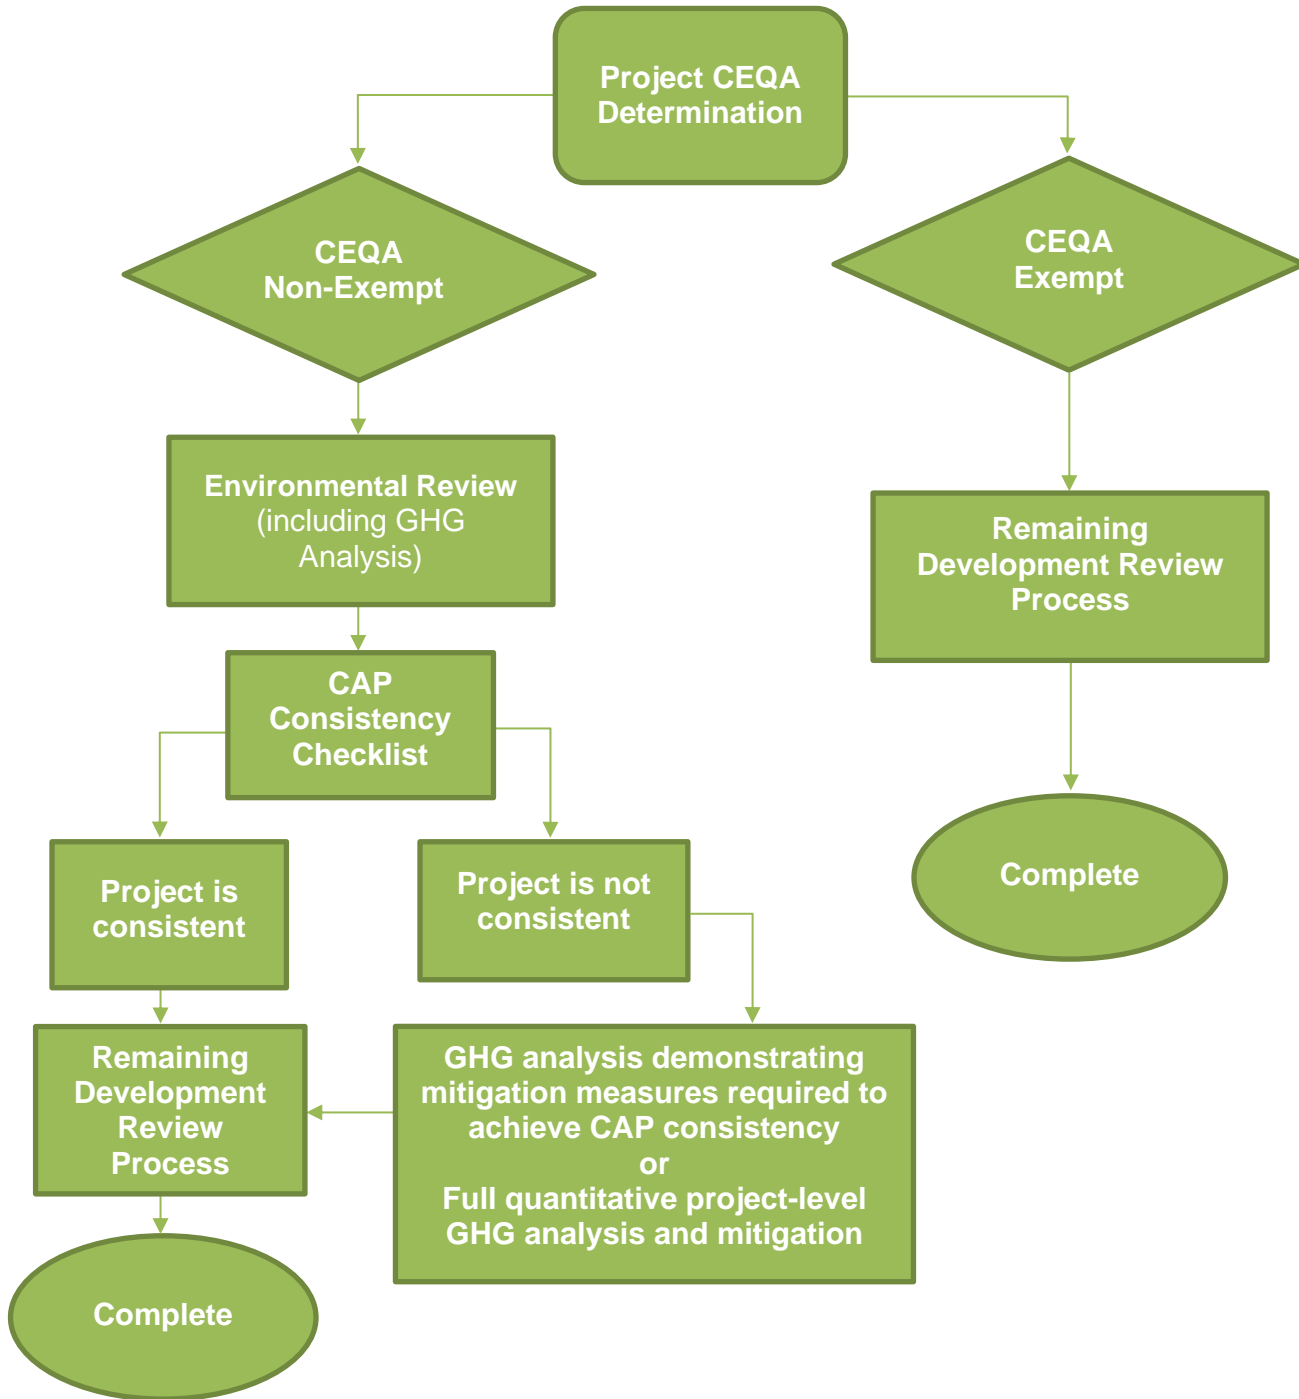 Project CEQA
Determination
CEQA
Non-Exempt
CEQA
Exempt
Environmental Review
(including GHG
Analysis)
Remaining
Development Review
Process
CAP
Consistency
Checklist
Project is
consistent
Project is not
consistent
Complete
Remaining
Development
Review
Process
GHG analysis demonstrating
mitigation measures required to
achieve CAP consistency
or
Full quantitative project-level
GHG analysis and mitigation
Complete